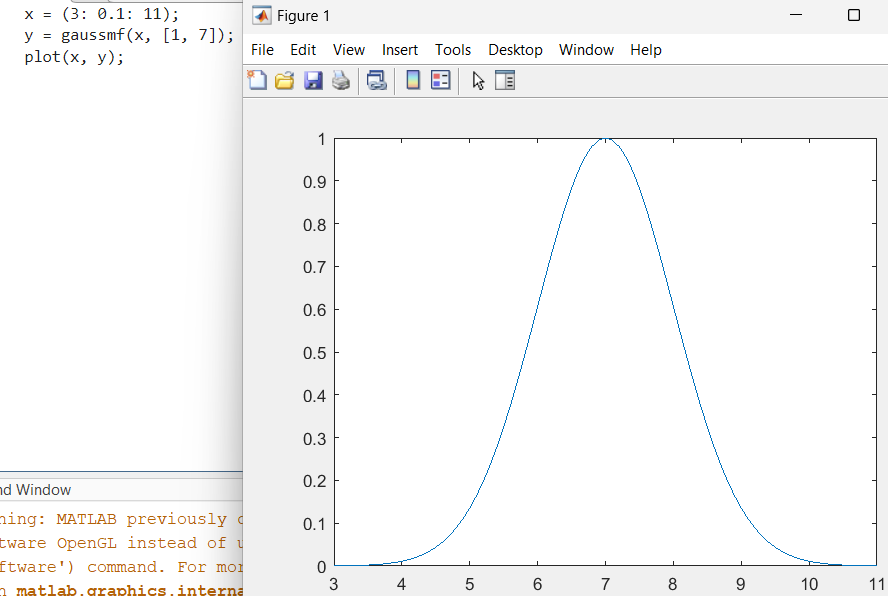 x = (3: 0.1: 11);
y = gaussmf(x, [1, 7]);
plot(x, y);
Figure 1
File Edit View Insert Tools Desktop Window Help
1
0.9
0.8
0.7
0.6
0.5
0.4
0.3
0.2
0.1
0
3 4 5 6 7 8 9 10 11
nd Window
ning: MATLAB previously
tware OpenGL instead of
ftware') command. For mor
matlab.graphics.interna